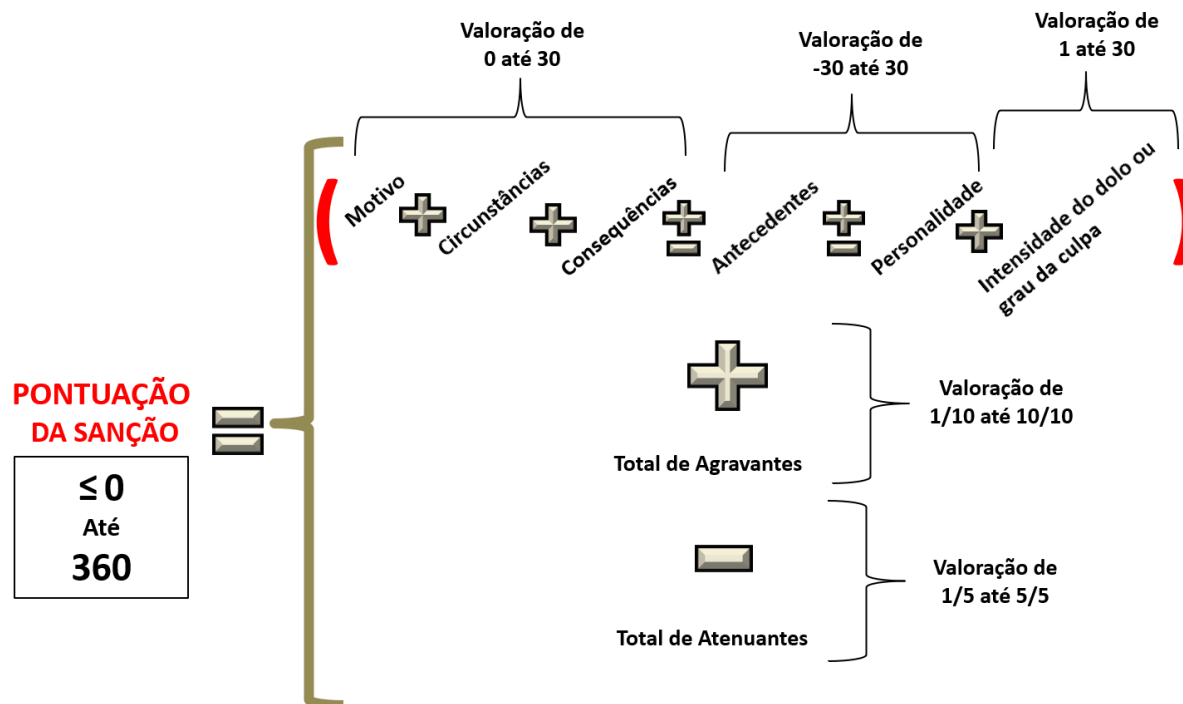 Valoração de
0 até 30
Valoração de
-30 até 30
Valoração de
1 até 30
(
Motivo
+
Circunstâncias
+
Consequências
+
-
Antecedentes
+
-
Personalidade
+
Intensidade do dolo ou
grau da culpa
)
PONTUAÇÃO
DA SANÇÃO
=
≤ 0
Até
360
+
Total de Agravantes
Valoração de
1/10 até 10/10
-
Total de Atenuantes
Valoração de
1/5 até 5/5